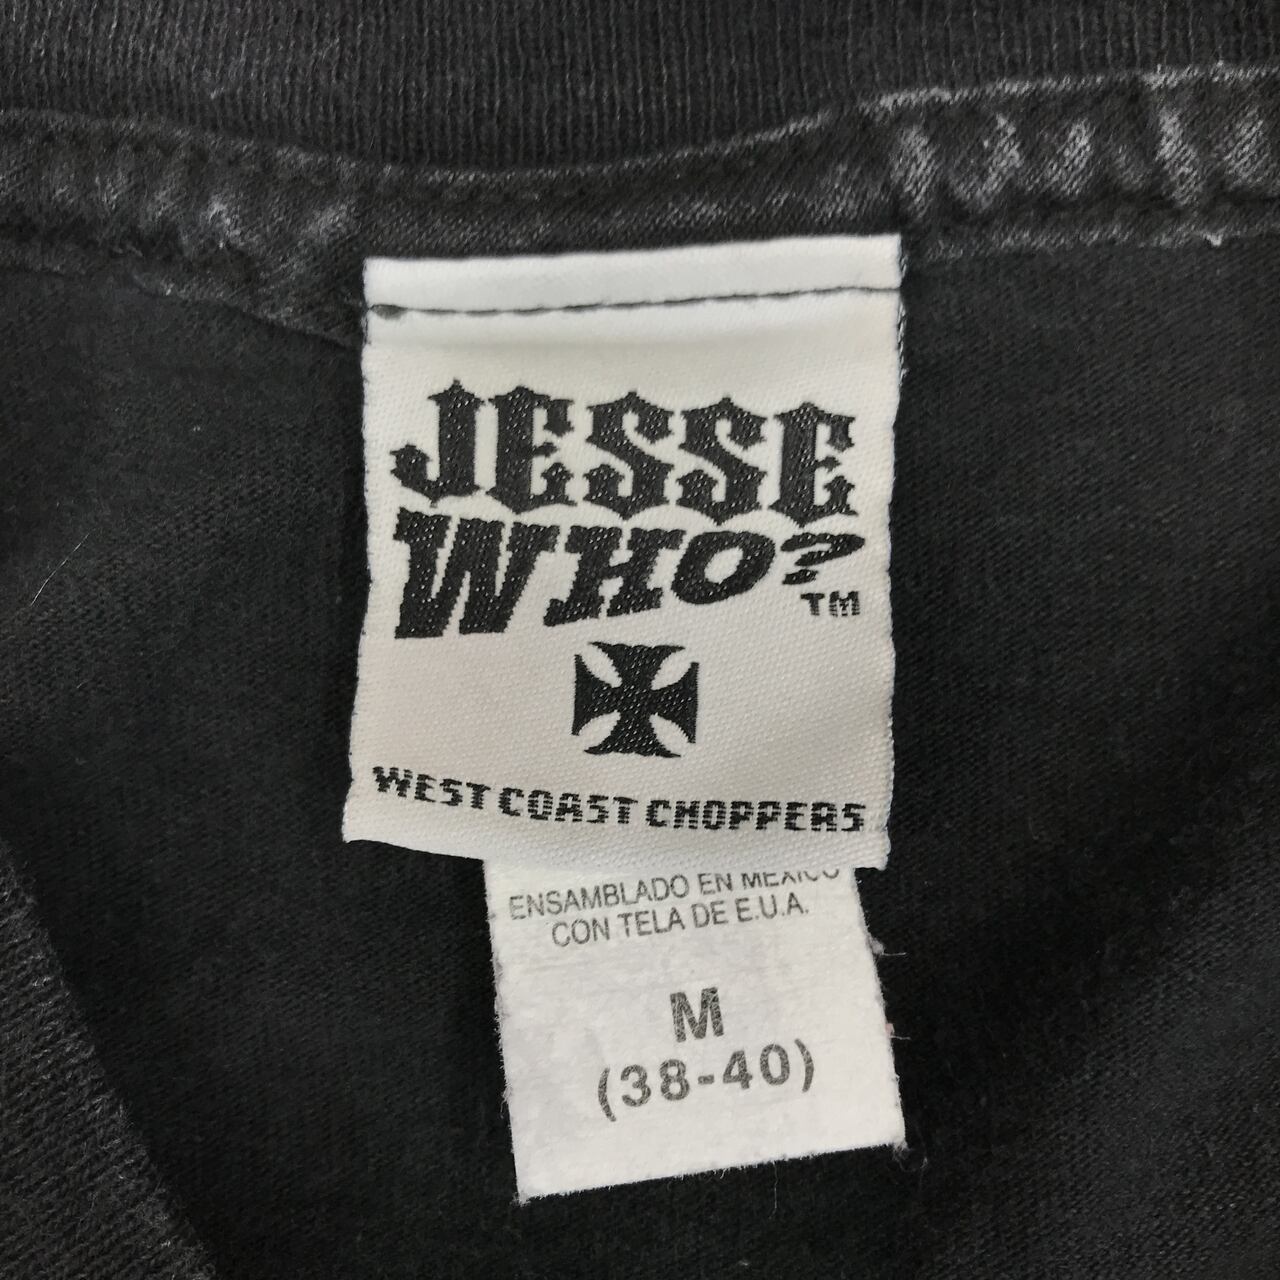 JESSE
WHO?
TM
WEST COAST CHOPPERS
ENSAMBLADO EN MEXICO
CON TELA DE E.U.A.
M
(38-40)